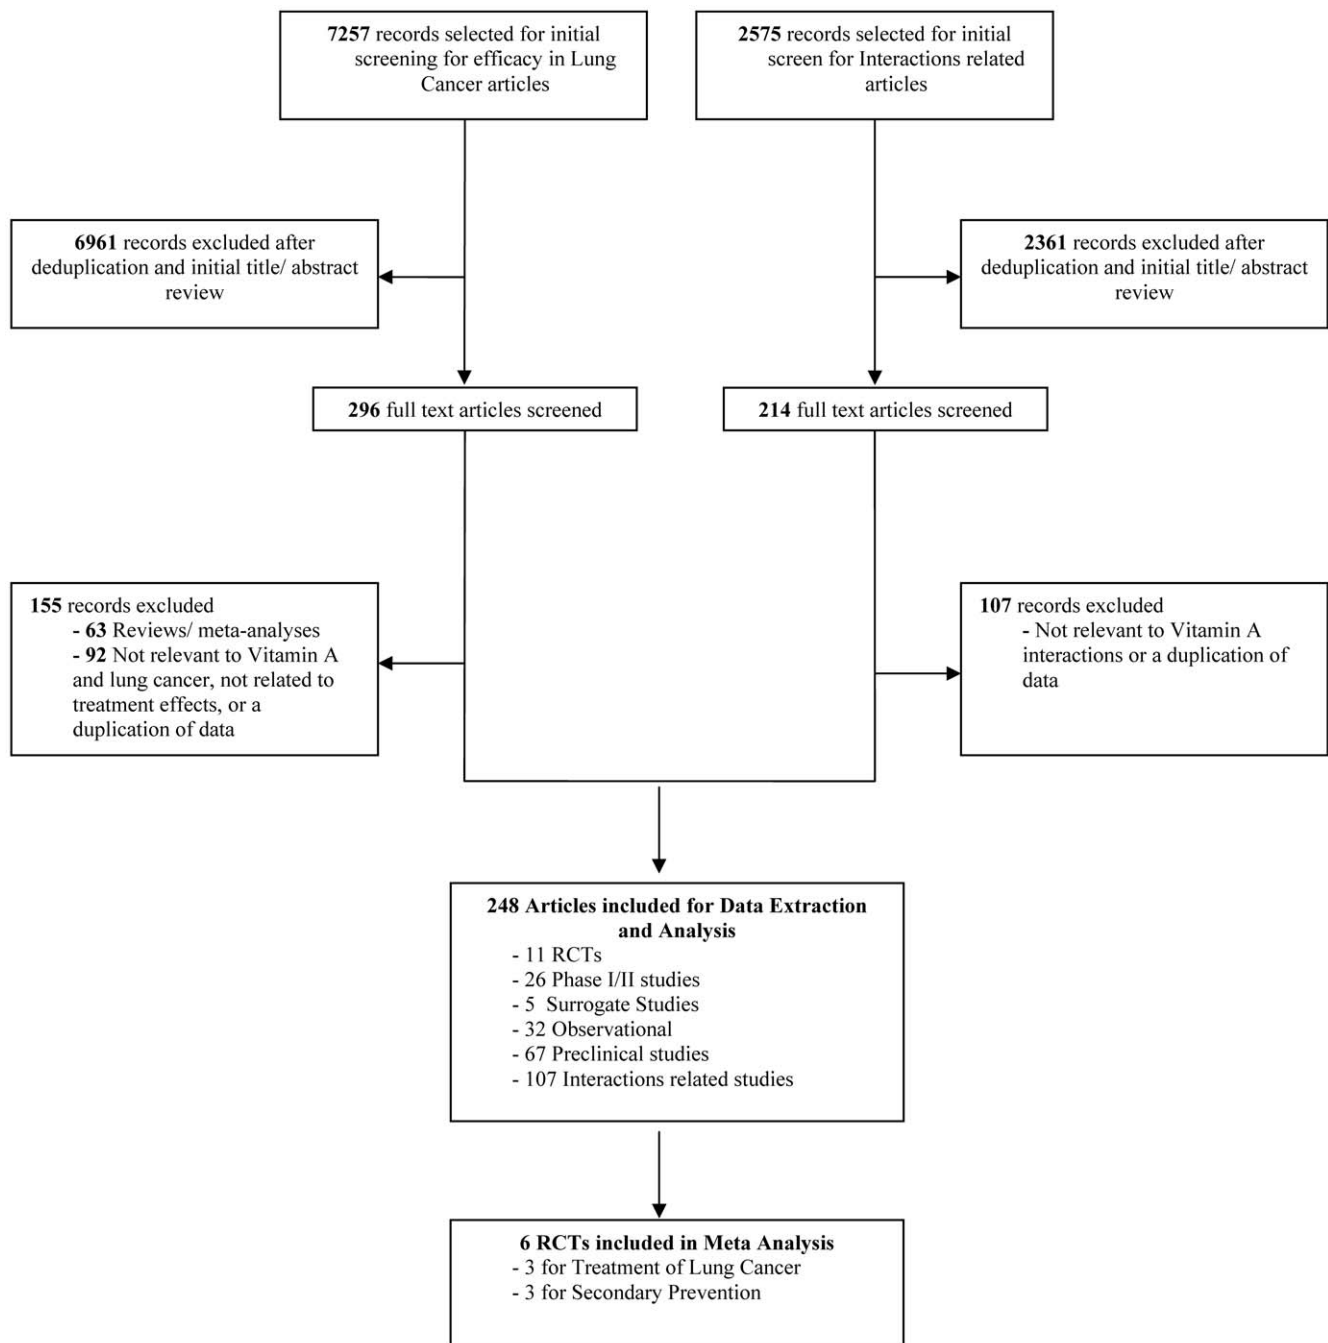 7257 records selected for initial
screening for efficacy in Lung
Cancer articles
2575 records selected for initial
screen for Interactions related
articles
6961 records excluded after
deduplication and initial title/ abstract
review
2361 records excluded after
deduplication and initial title/ abstract
review
296 full text articles screened
214 full text articles screened
155 records excluded
- 63 Reviews/ meta-analyses
- 92 Not relevant to Vitamin A
and lung cancer, not related to
treatment effects, or a
duplication of data
107 records excluded
- Not relevant to Vitamin A
interactions or a duplication of
data
248 Articles included for Data Extraction
and Analysis
- 11 RCTs
- 26 Phase I/II studies
- 5 Surrogate Studies
- 32 Observational
- 67 Preclinical studies
- 107 Interactions related studies
6 RCTs included in Meta Analysis
- 3 for Treatment of Lung Cancer
- 3 for Secondary Prevention